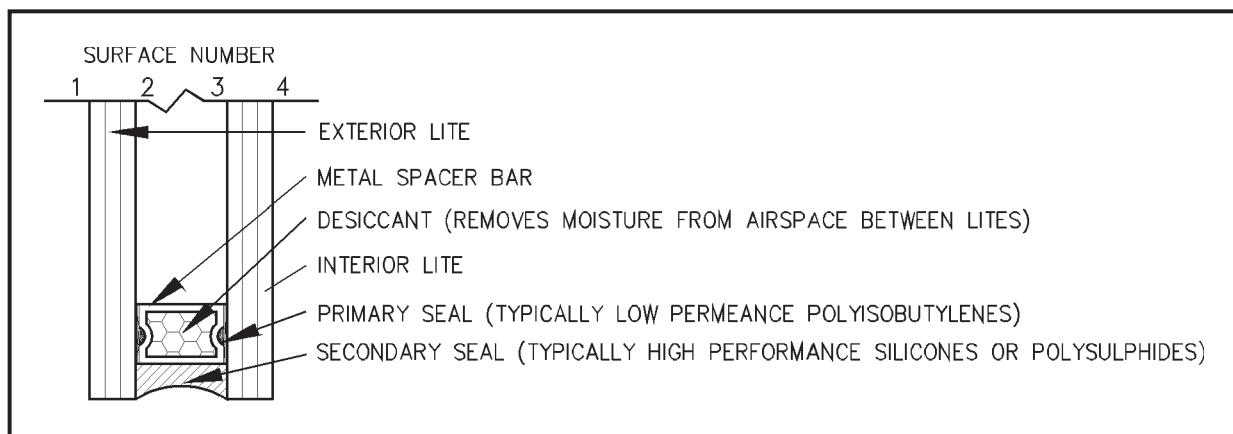 SURFACE NUMBER
1 2 3 4
EXTERIOR LITE
METAL SPACER BAR
DESICCANT (REMOVES MOISTURE FROM AIRSPACE BETWEEN LITES)
INTERIOR LITE
PRIMARY SEAL (TYPICALLY LOW PERMEANCE POLYISOBUTYLENES)
SECONDARY SEAL (TYPICALLY HIGH PERFORMANCE SILICONES OR POLYSULPHIDES)